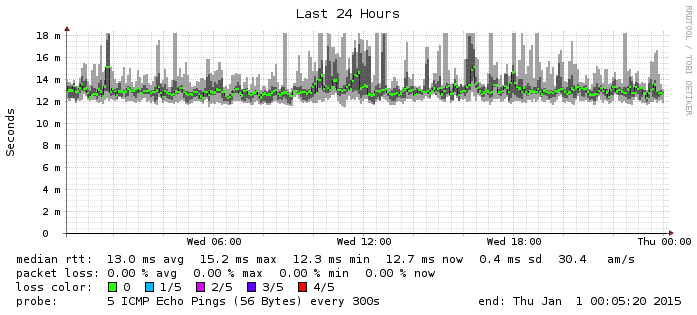 Last 24 Hours
RRDTOOL / TOBI OETIKER
Seconds
18 m
16 m
14 m
12 m
10 m
8 m
6 m
4 m
2 m
0
Wed 06:00 Wed 12:00 Wed 18:00 Thu 00:00
median rtt: 13.0 ms avg 15.2 ms max 12.3 ms min 12.7 ms now 0.4 ms sd 30.4 am/s
packet loss: 0.00 % avg 0.00 % max 0.00 % min 0.00 % now
loss color: 0 1/5 2/5 3/5 4/5
probe: 5 ICMP Echo Pings (56 Bytes) every 300s end: Thu Jan 1 00:05:20 2015